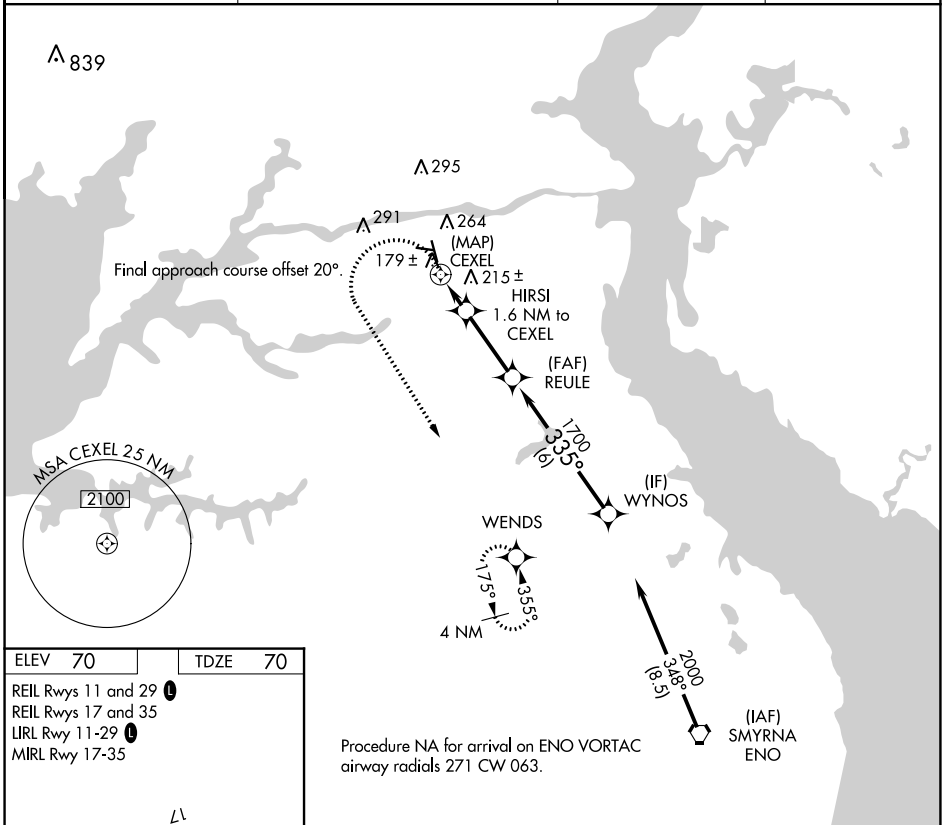 839
295
291
264
(MAP)
CEXEL
179 ±
215 ±
Final approach course offset 20°.
HIRSI
1.6 NM to
CEXEL
(FAF)
REULE
1700
335°
(6)
MSA CEXEL 25 NM
2100
(IF)
WYNOS
WENDS
175°
355°
4 NM
2000
348°
(8.5)
(IAF)
SMYRNA
ENO
ELEV 70
TDZE 70
REIL Rwys 11 and 29 L
REIL Rwys 17 and 35
LIRL Rwy 11-29 L
MIRL Rwy 17-35
Procedure NA for arrival on ENO VORTAC
airway radials 271 CW 063.
17